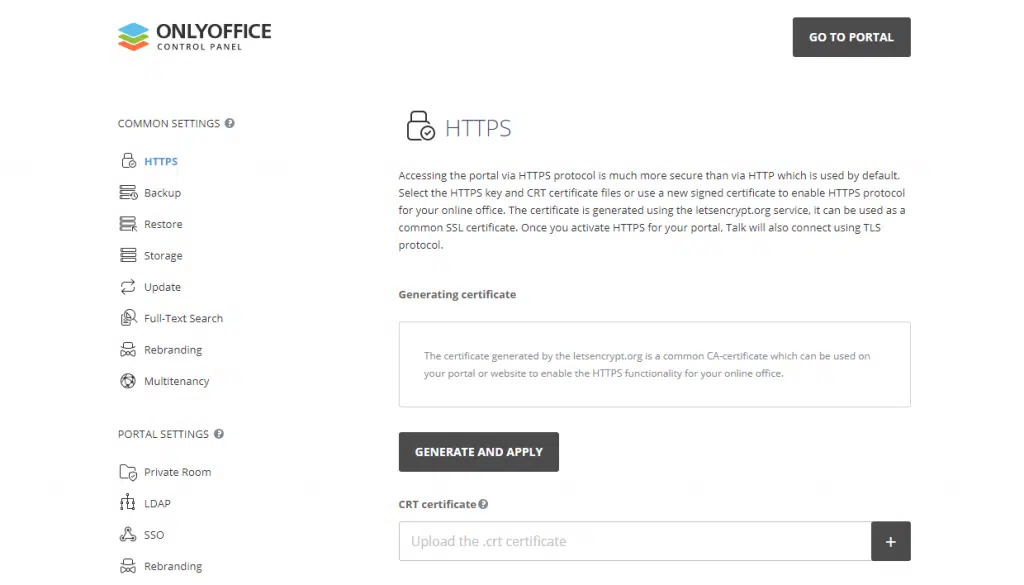 ONLYOFFICE
CONTROL PANEL
GO TO PORTAL
COMMON SETTINGS
HTTPS
Backup
Restore
Storage
Update
Full-Text Search
Rebranding
Multitenancy
PORTAL SETTINGS
Private Room
LDAP
SSO
Rebranding
HTTPS
Accessing the portal via HTTPS protocol is much more secure than via HTTP which is used by default.
Select the HTTPS key and CRT certificate files or use a new signed certificate to enable HTTPS protocol
for your online office. The certificate is generated using the letsencrypt.org service, it can be used as a
common SSL certificate. Once you activate HTTPS for your portal, Talk will also connect using TLS
protocol.
Generating certificate
The certificate generated by the letsencrypt.org is a common CA-certificate which can be used on
your portal or website to enable the HTTPS functionality for your online office.
GENERATE AND APPLY
CRT certificate
Upload the .crt certificate
+